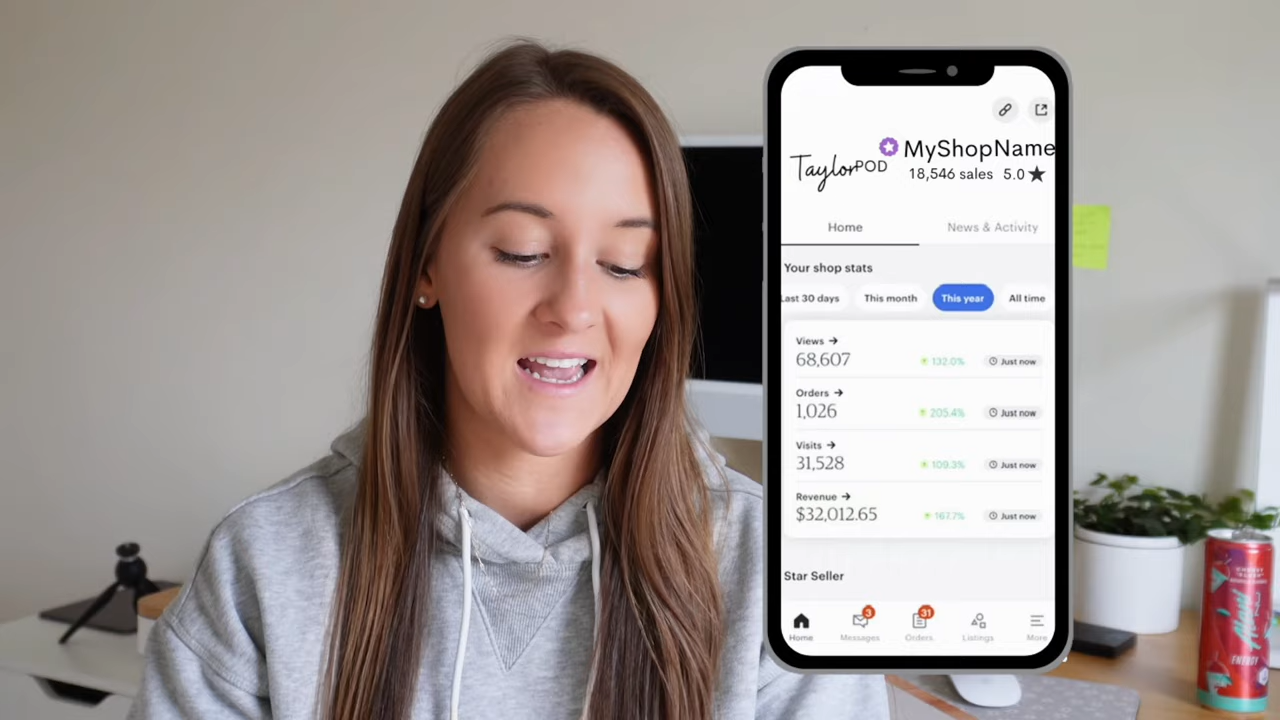 MyShopName
TaylorPOD
18,546 sales 5.0 ★
Home
News & Activity
Your shop stats
Last 30 days
This month
This year
All time
Views →
68,607
132.0%
Just now
Orders →
1,026
205.4%
Just now
Visits →
31,528
109.3%
Just now
Revenue →
$32,012.65
167.7%
Just now
Star Seller
3
31
Home
Messages
Orders
Listings
More
ENERGY